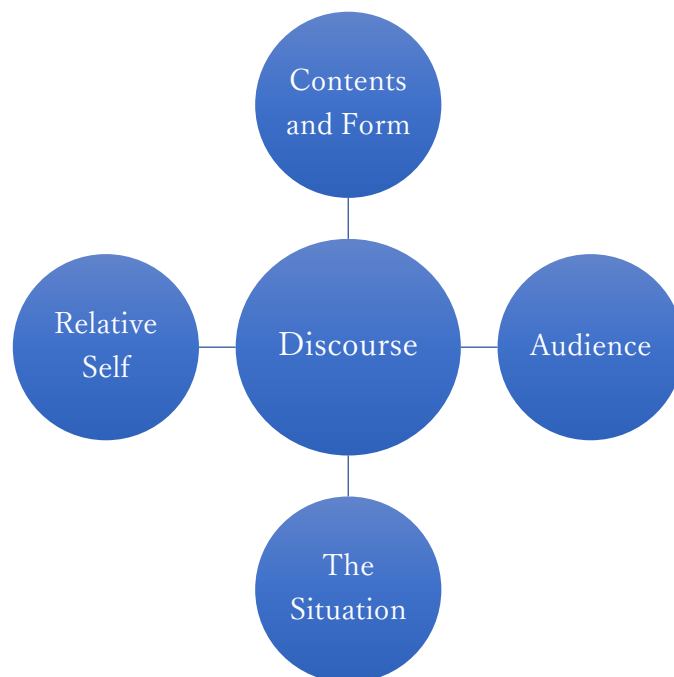 Contents
and Form
Relative
Self
Discourse
Audience
The
Situation